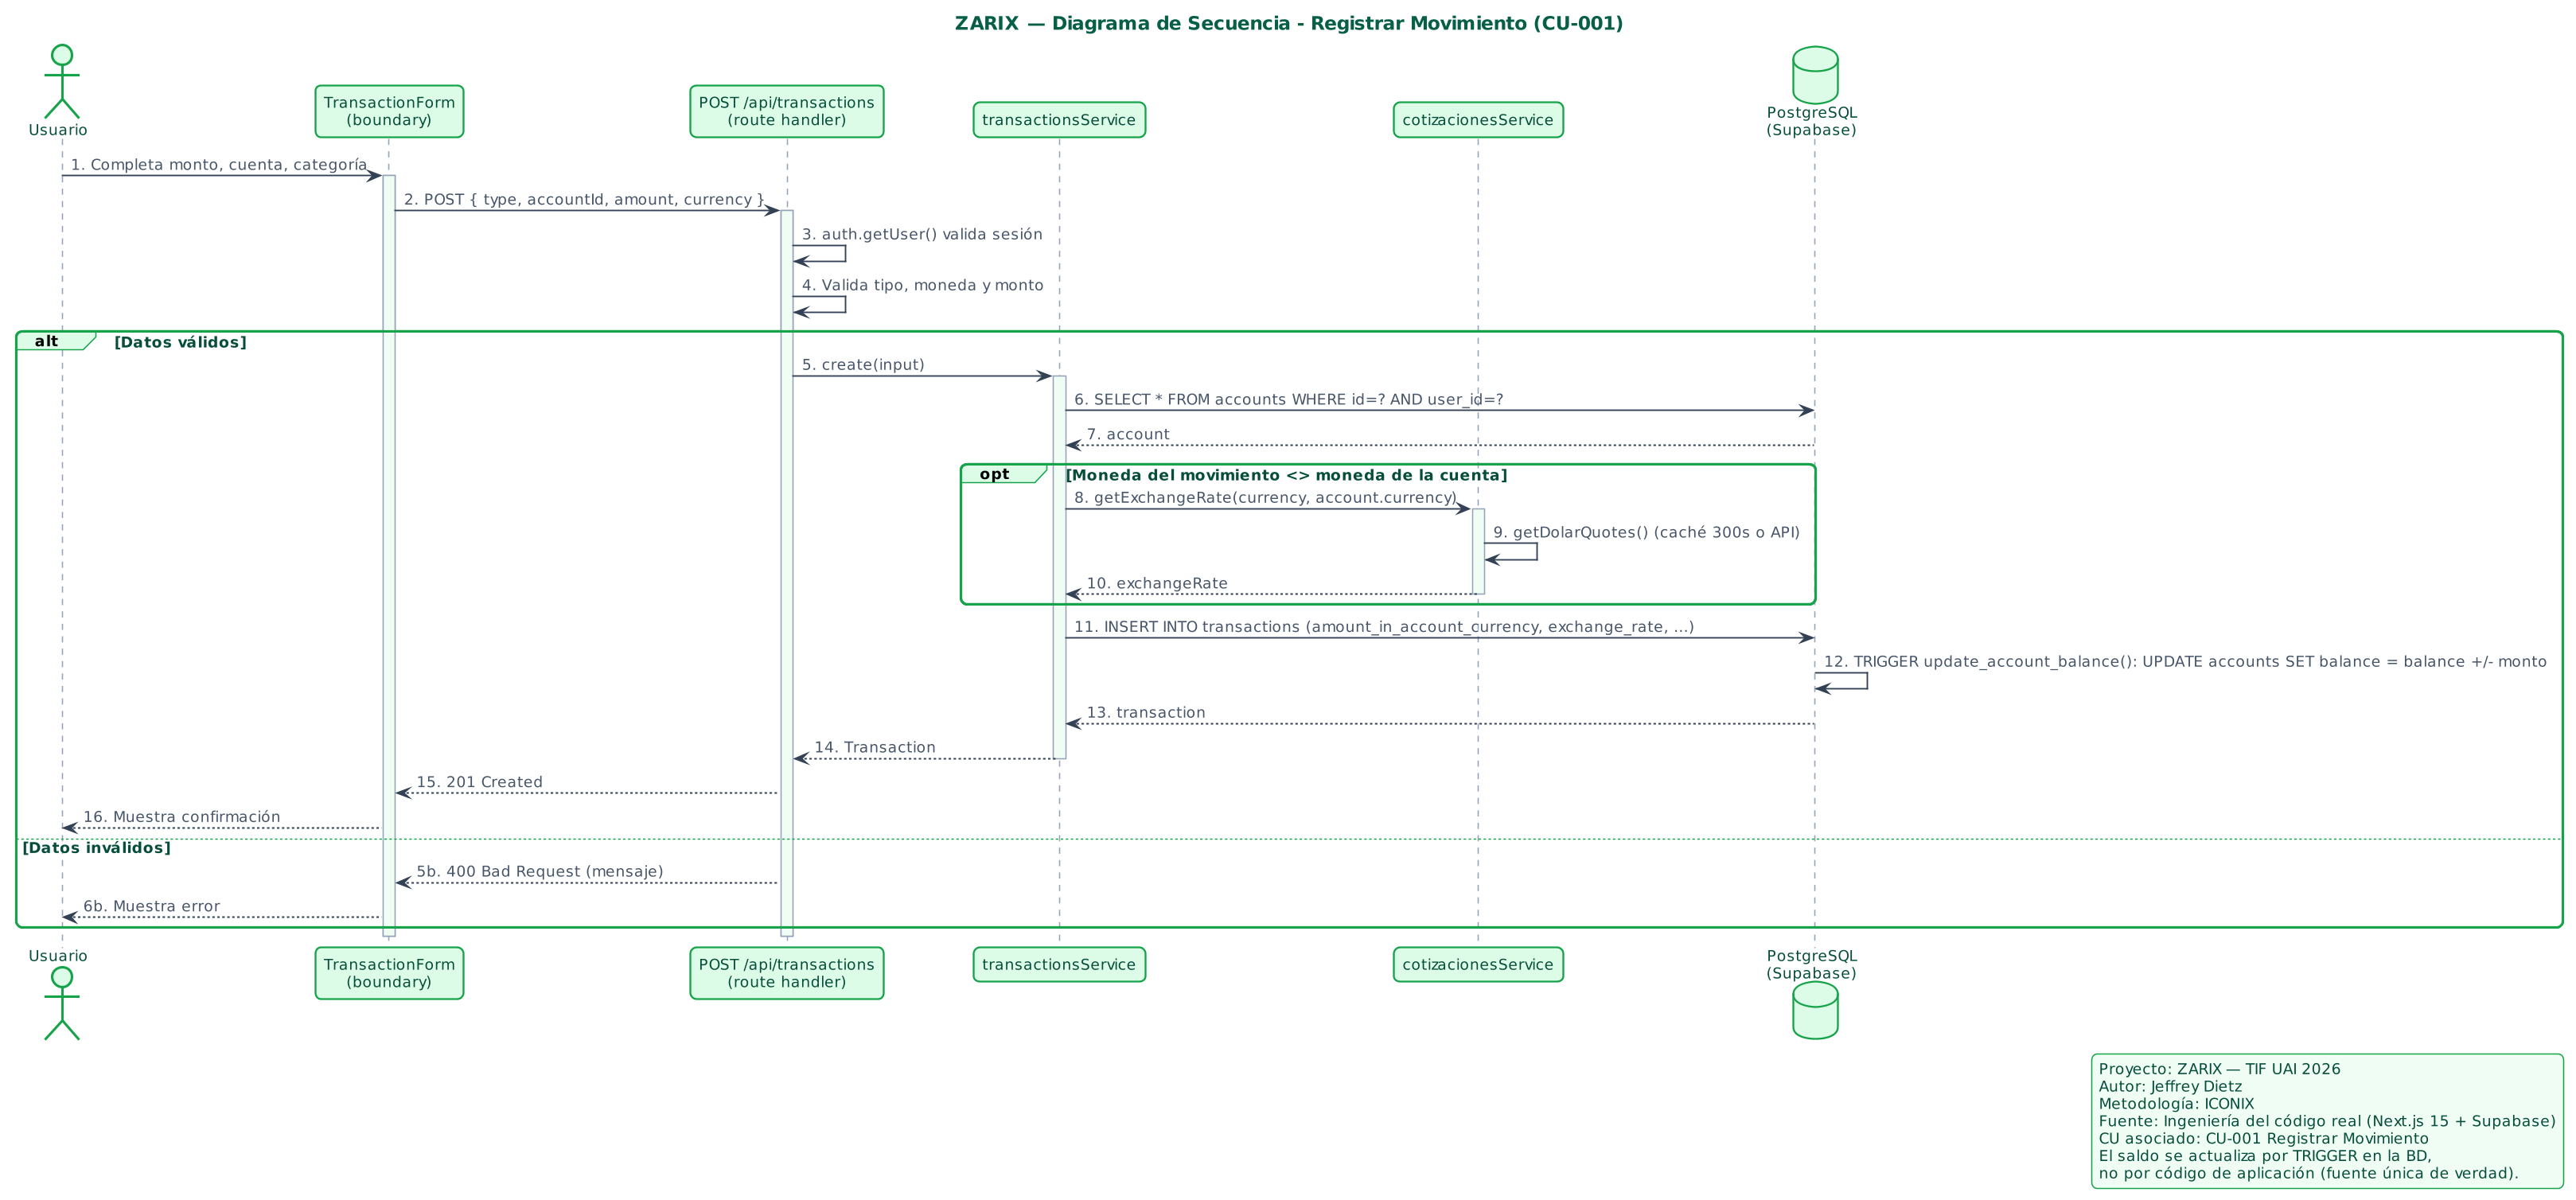 ZARIX — Diagrama de Secuencia - Registrar Movimiento (CU-001)
Usuario
TransactionForm
(boundary)
POST /api/transactions
(route handler)
transactionsService
cotizacionesService
PostgreSQL
(Supabase)
1. Completa monto, cuenta, categoría
2. POST { type, accountId, amount, currency }
3. auth.getUser() valida sesión
4. Valida tipo, moneda y monto
alt
[Datos válidos]
5. create(input)
6. SELECT * FROM accounts WHERE id=? AND user_id=?
7. account
opt
[Moneda del movimiento <> moneda de la cuenta]
8. getExchangeRate(currency, account.currency)
9. getDolarQuotes() (caché 300s o API)
10. exchangeRate
11. INSERT INTO transactions (amount_in_account_currency, exchange_rate, ...)
12. TRIGGER update_account_balance(): UPDATE accounts SET balance = balance +/- monto
13. transaction
14. Transaction
15. 201 Created
16. Muestra confirmación
[Datos inválidos]
5b. 400 Bad Request (mensaje)
6b. Muestra error
Usuario
TransactionForm
(boundary)
POST /api/transactions
(route handler)
transactionsService
cotizacionesService
PostgreSQL
(Supabase)
Proyecto: ZARIX — TIF UAI 2026
Autor: Jeffrey Dietz
Metodología: ICONIX
Fuente: Ingeniería del código real (Next.js 15 + Supabase)
CU asociado: CU-001 Registrar Movimiento
El saldo se actualiza por TRIGGER en la BD,
no por código de aplicación (fuente única de verdad).